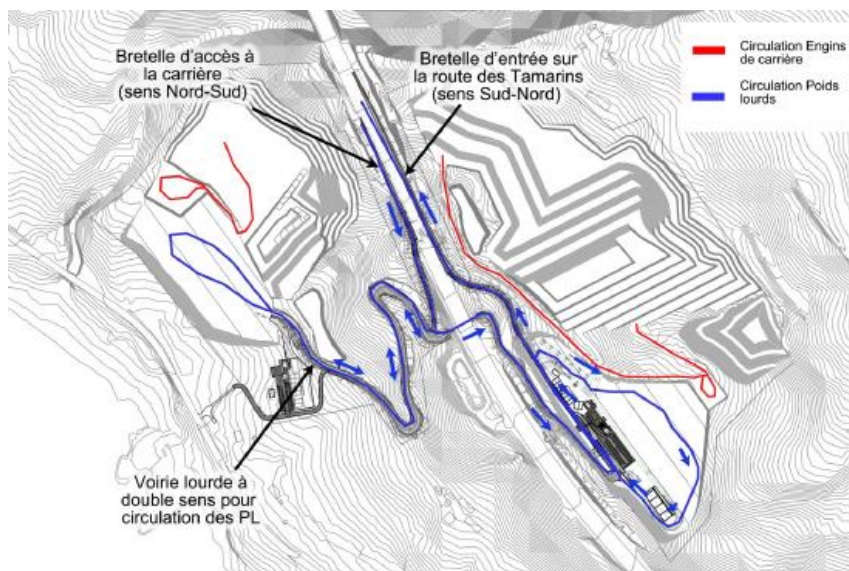 Bretelle d'accès à
la carrière
(sens Nord-Sud)
Bretelle d'entrée sur
la route des Tamarins
(sens Sud-Nord)
Circulation Engins
de carrière
Circulation Poids
lourds
Voirie lourde à
double sens pour
circulation des PL